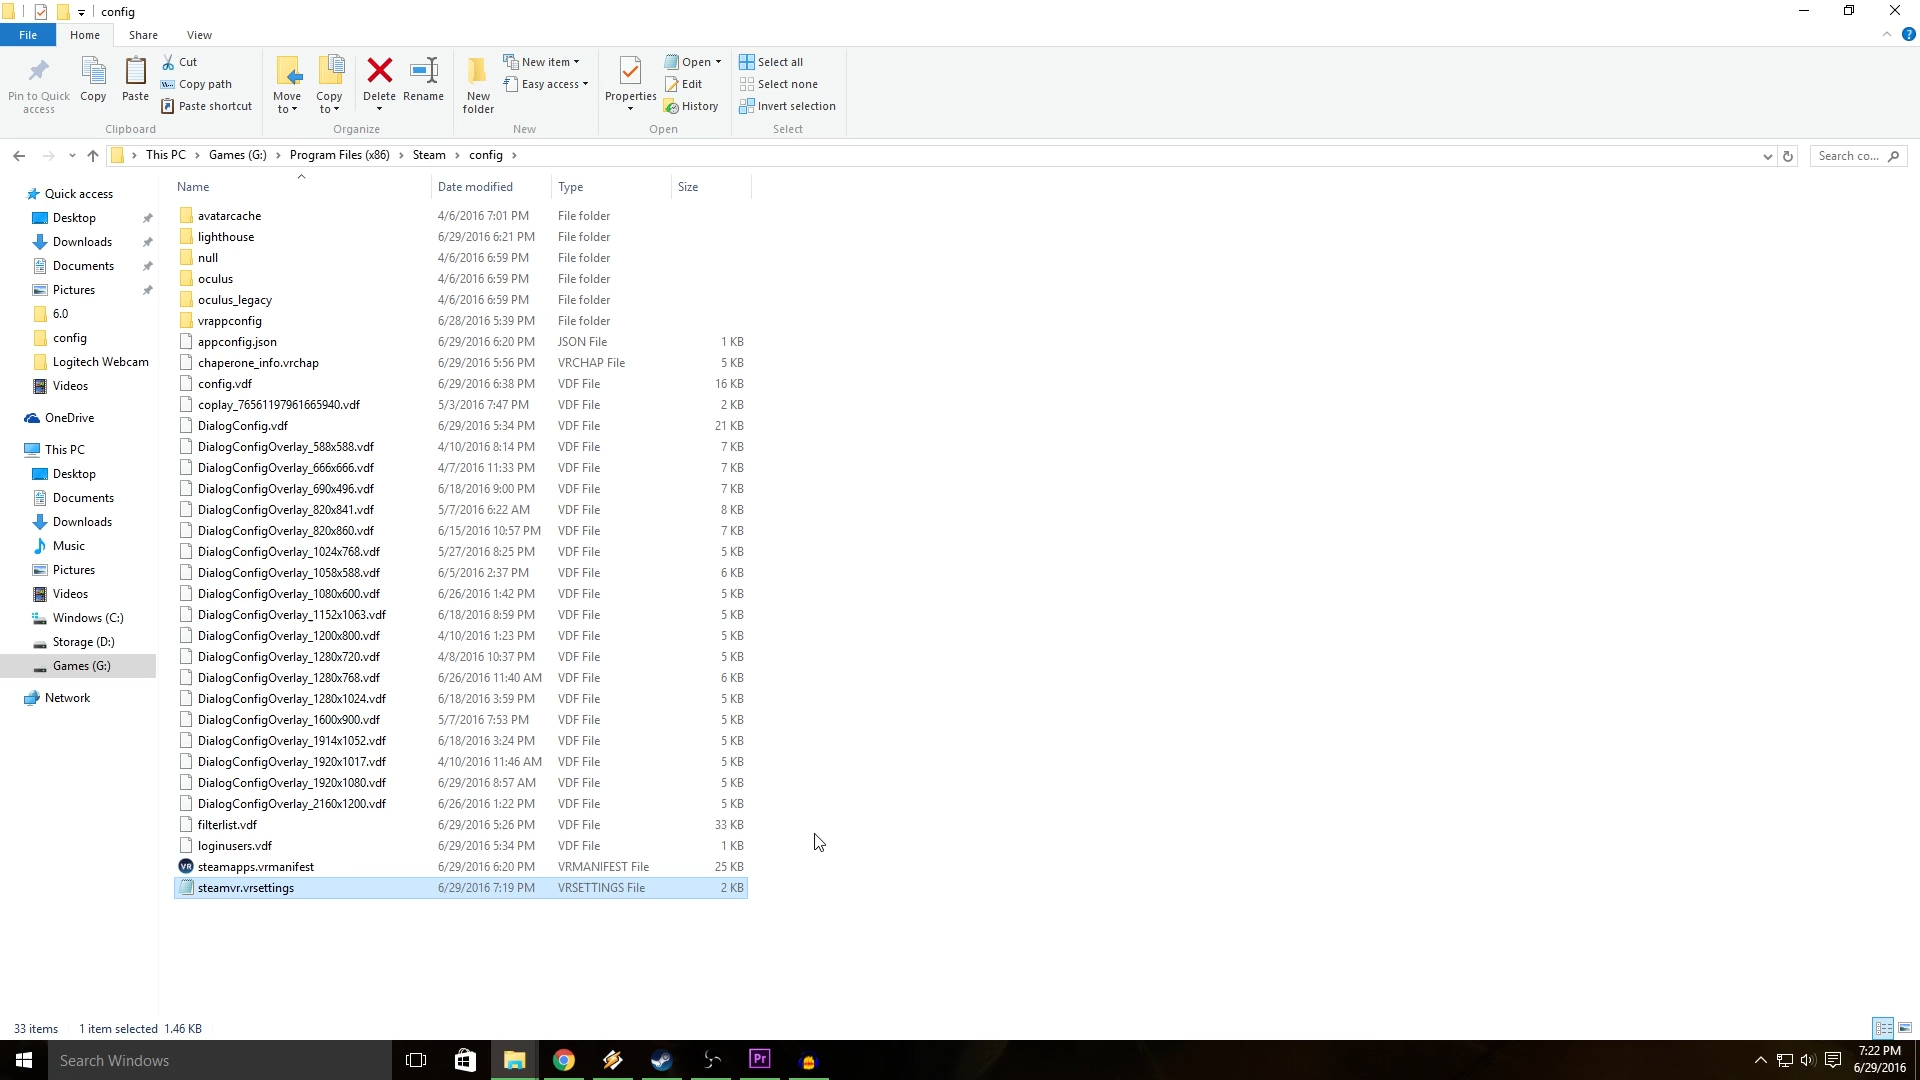 config
File Home Share View
Pin to Quick access
Copy
Paste
Cut
Copy path
Paste shortcut
Clipboard
Move to
Copy to
Delete
Rename
Organize
New folder
New item
Easy access
New
Properties
Open
Edit
History
Open
Select all
Select none
Invert selection
Select
This PC > Games (G:) > Program Files (x86) > Steam > config >
Search co...
Quick access
Desktop
Downloads
Documents
Pictures
6.0
config
Logitech Webcam
Videos
OneDrive
This PC
Desktop
Documents
Downloads
Music
Pictures
Videos
Windows (C:)
Storage (D:)
Games (G:)
Network
Name Date modified Type Size
avatarcache 4/6/2016 7:01 PM File folder
lighthouse 6/29/2016 6:21 PM File folder
null 4/6/2016 6:59 PM File folder
oculus 4/6/2016 6:59 PM File folder
oculus_legacy 4/6/2016 6:59 PM File folder
vrappconfig 6/28/2016 5:39 PM File folder
appconfig.json 6/29/2016 6:20 PM JSON File 1 KB
chaperone_info.vrchap 6/29/2016 5:56 PM VRCHAP File 5 KB
config.vdf 6/29/2016 6:38 PM VDF File 16 KB
coplay_76561197961665940.vdf 5/3/2016 7:47 PM VDF File 2 KB
DialogConfig.vdf 6/29/2016 5:34 PM VDF File 21 KB
DialogConfigOverlay_588x588.vdf 4/10/2016 8:14 PM VDF File 7 KB
DialogConfigOverlay_666x666.vdf 4/7/2016 11:33 PM VDF File 7 KB
DialogConfigOverlay_690x496.vdf 6/18/2016 9:00 PM VDF File 7 KB
DialogConfigOverlay_820x841.vdf 5/7/2016 6:22 AM VDF File 8 KB
DialogConfigOverlay_820x860.vdf 6/15/2016 10:57 PM VDF File 7 KB
DialogConfigOverlay_1024x768.vdf 5/27/2016 8:25 PM VDF File 5 KB
DialogConfigOverlay_1058x588.vdf 6/5/2016 2:37 PM VDF File 6 KB
DialogConfigOverlay_1080x600.vdf 6/26/2016 1:42 PM VDF File 5 KB
DialogConfigOverlay_1152x1063.vdf 6/18/2016 8:59 PM VDF File 5 KB
DialogConfigOverlay_1200x800.vdf 4/10/2016 1:23 PM VDF File 5 KB
DialogConfigOverlay_1280x720.vdf 4/8/2016 10:37 PM VDF File 5 KB
DialogConfigOverlay_1280x768.vdf 6/26/2016 11:40 AM VDF File 6 KB
DialogConfigOverlay_1280x1024.vdf 6/18/2016 3:59 PM VDF File 5 KB
DialogConfigOverlay_1600x900.vdf 5/7/2016 7:53 PM VDF File 5 KB
DialogConfigOverlay_1914x1052.vdf 6/18/2016 3:24 PM VDF File 5 KB
DialogConfigOverlay_1920x1017.vdf 4/10/2016 11:46 AM VDF File 5 KB
DialogConfigOverlay_1920x1080.vdf 6/29/2016 8:57 AM VDF File 5 KB
DialogConfigOverlay_2160x1200.vdf 6/26/2016 1:22 PM VDF File 5 KB
filterlist.vdf 6/29/2016 5:26 PM VDF File 33 KB
loginusers.vdf 6/29/2016 5:34 PM VDF File 1 KB
VR steamapps.vrmanifest 6/29/2016 6:20 PM VRMANIFEST File 25 KB
steamvr.vrsettings 6/29/2016 7:19 PM VRSETTINGS File 2 KB
33 items 1 item selected 1.46 KB
Search Windows
Pr
7:22 PM
6/29/2016